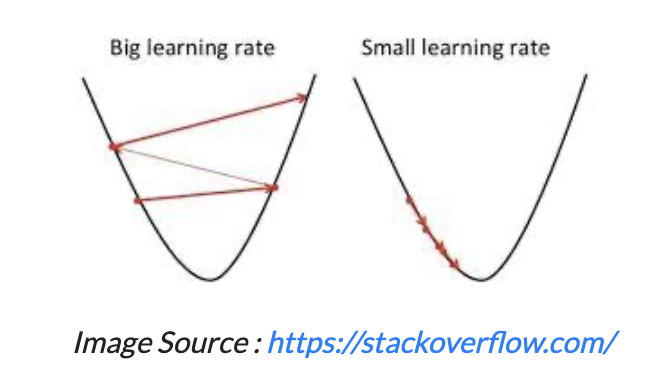 Big learning rate
Small learning rate
Image Source : https://stackoverflow.com/